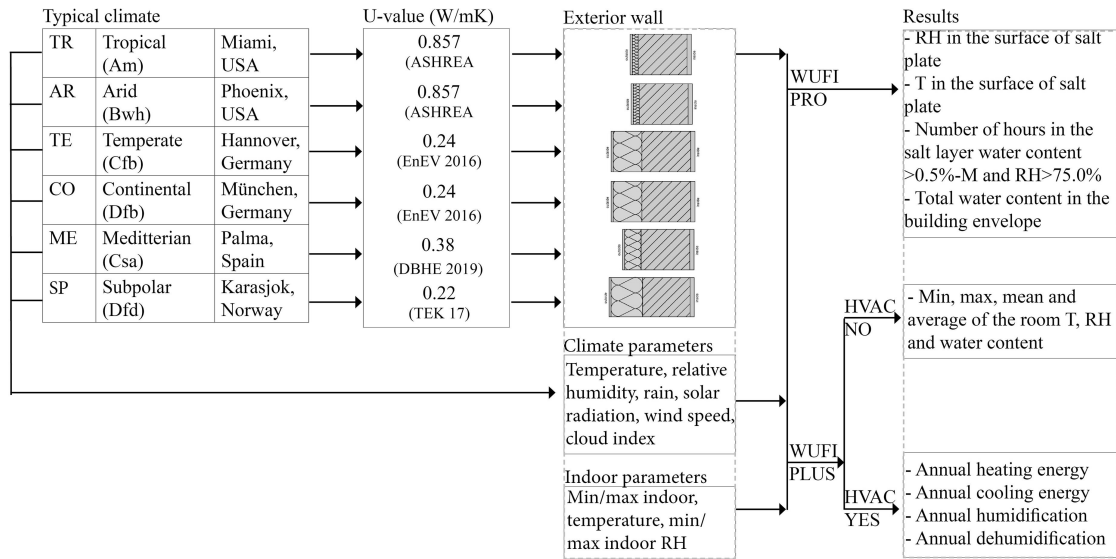 Typical climate
U-value (W/mK)
Exterior wall
Results
TR Tropical (Am) Miami, USA
0.857
(ASHREA
AR Arid (Bwh) Phoenix, USA
0.857
(ASHREA
TE Temperate (Cfb) Hannover, Germany
0.24
(EnEV 2016)
CO Continental (Dfb) München, Germany
0.24
(EnEV 2016)
ME Meditterian (Csa) Palma, Spain
0.38
(DBHE 2019)
SP Subpolar (Dfd) Karasjok, Norway
0.22
(TEK 17)
Climate parameters
Temperature, relative
humidity, rain, solar
radiation, wind speed,
cloud index
Indoor parameters
Min/max indoor,
temperature, min/
max indoor RH
WUFI
PRO
WUFI
PLUS
- RH in the surface of salt
plate
- T in the surface of salt
plate
- Number of hours in the
salt layer water content
>0.5%-M and RH>75.0%
- Total water content in the
building envelope
HVAC
NO
- Min, max, mean and
average of the room T, RH
and water content
HVAC
YES
- Annual heating energy
- Annual cooling energy
- Annual humidification
- Annual dehumidification